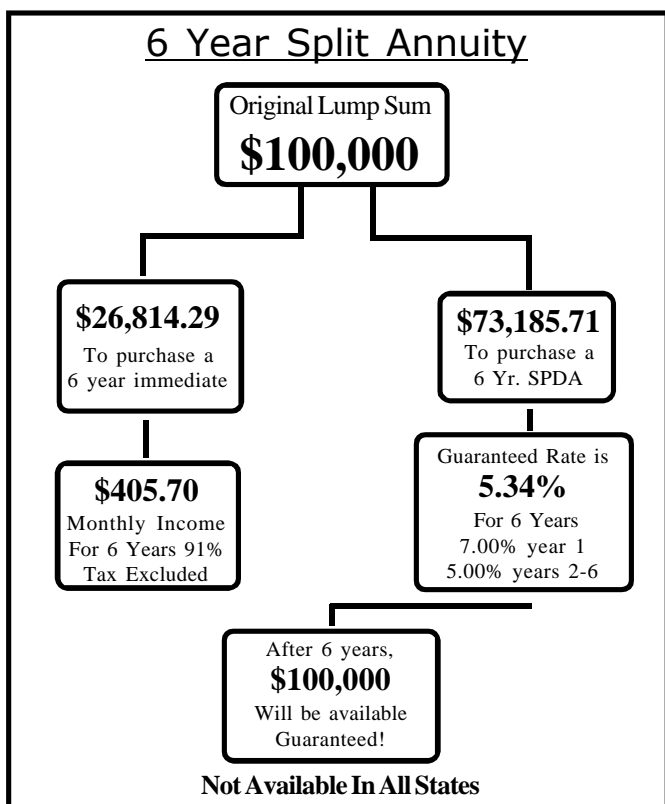 6 Year Split Annuity
Original Lump Sum
$100,000
$26,814.29
To purchase a
6 year immediate
$73,185.71
To purchase a
6 Yr. SPDA
$405.70
Monthly Income
For 6 Years 91%
Tax Excluded
Guaranteed Rate is
5.34%
For 6 Years
7.00% year 1
5.00% years 2-6
After 6 years,
$100,000
Will be available
Guaranteed!
Not Available In All States